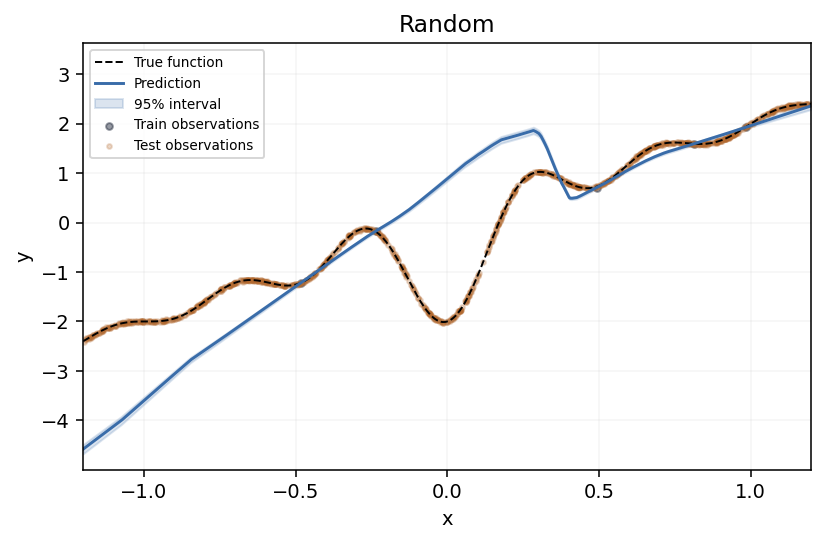 Random
True function
Prediction
95% interval
Train observations
Test observations
3
2
1
0
−1
−2
−3
−4
y
−1.0
−0.5
0.0
0.5
1.0
x